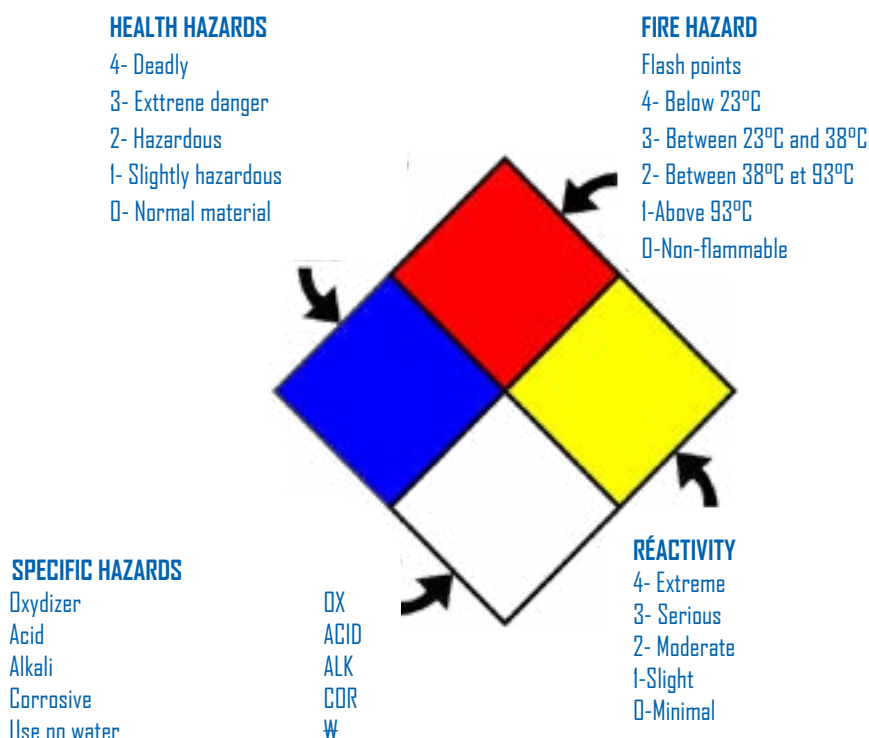 HEALTH HAZARDS
4- Deadly
3- Exttrene danger
2- Hazardous
1- Slightly hazardous
0- Normal material
FIRE HAZARD
Flash points
4- Below 23ºC
3- Between 23ºC and 38ºC
2- Between 38ºC et 93ºC
1-Above 93ºC
0-Non-flammable
SPECIFIC HAZARDS
Oxydizer OX
Acid ACID
Alkali ALK
Corrosive COR
Use no water W̶
RÉACTIVITY
4- Extreme
3- Serious
2- Moderate
1-Slight
0-Minimal